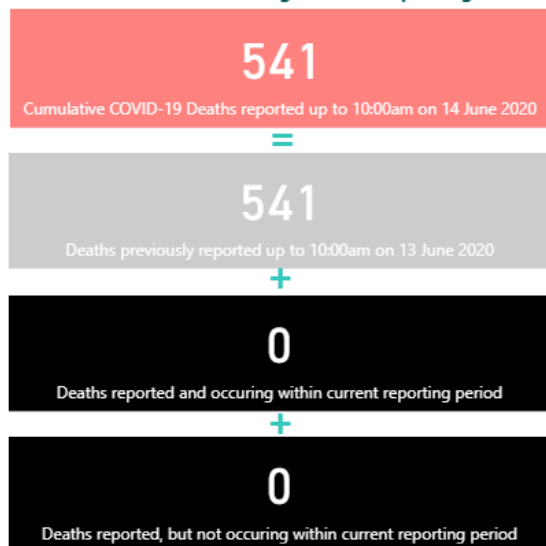 541
Cumulative COVID-19 Deaths reported up to 10:00am on 14 June 2020
=
541
Deaths previously reported up to 10:00am on 13 June 2020
+
0
Deaths reported and occuring within current reporting period
+
0
Deaths reported, but not occuring within current reporting period